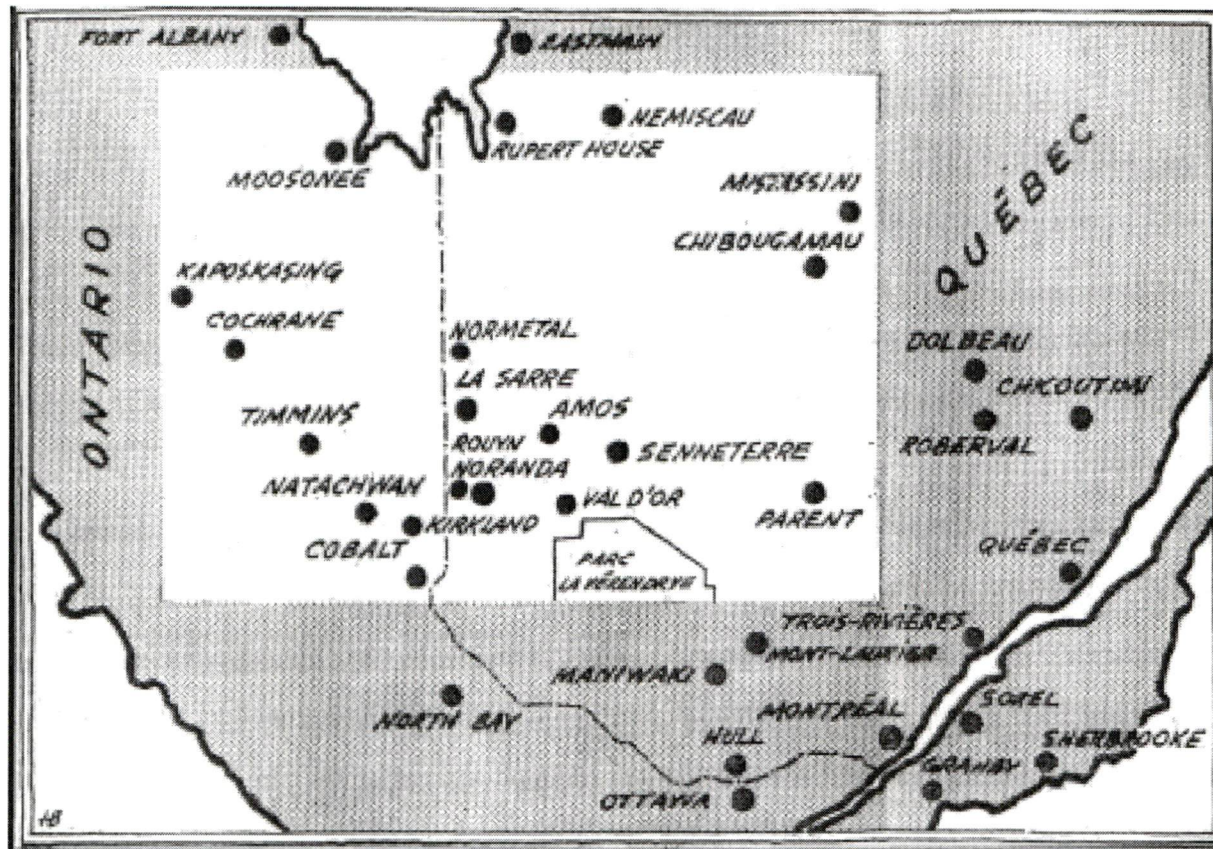 FORT ALBANY
EASTMAIN
NEMISCAU
RUPERT HOUSE
MOOSONEE
MISTASSINI
QUÉBEC
CHIBOUGAMAU
ONTARIO
KAPOSKASING
COCHRANE
NORMÉTAL
DOLBEAU
LA SARRE
CHICOUTIMI
AMOS
TIMMINS
ROUYN
ROBERVAL
SENNETERRE
NORANDA
NATACHWAN
VAL D'OR
KIRKLAND
PARENT
COBALT
QUÉBEC
PARC
LA VÉRENDRYE
TROIS-RIVIÈRES
MONT-LAURIER
MANIWAKI
NORTH BAY
MONTRÉAL
SOREL
HULL
SHERBROOKE
GRANBY
OTTAWA
HB